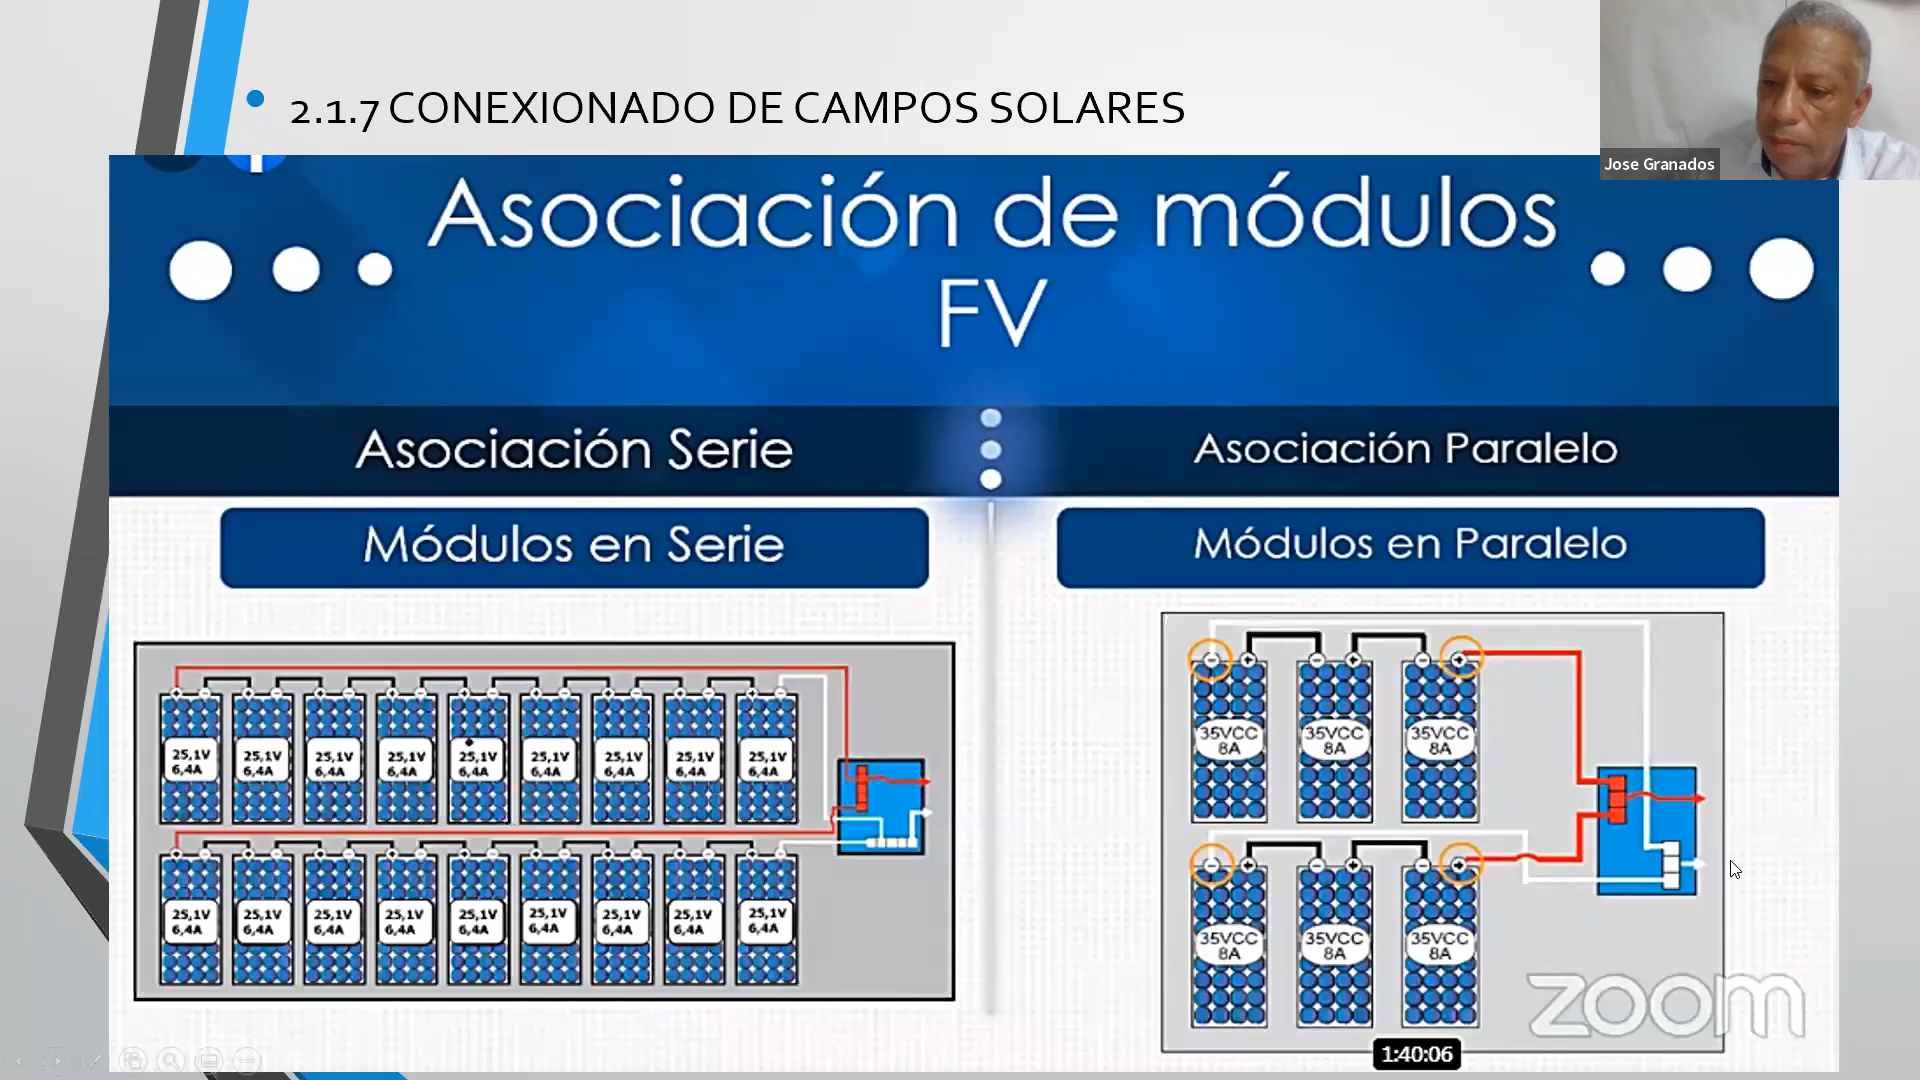 2.1.7 CONEXIONADO DE CAMPOS SOLARES
Jose Granados
Asociación de módulos
FV
Asociación Serie
Asociación Paralelo
Módulos en Serie
Módulos en Paralelo
25,1V 25,1V 25,1V 25,1V 25,1V 25,1V 25,1V 25,1V 25,1V
6,4A 6,4A 6,4A 6,4A 6,4A 6,4A 6,4A 6,4A 6,4A
25,1V 25,1V 25,1V 25,1V 25,1V 25,1V 25,1V 25,1V 25,1V
6,4A 6,4A 6,4A 6,4A 6,4A 6,4A 6,4A 6,4A 6,4A
35VCC 35VCC 35VCC
8A 8A 8A
35VCC 35VCC 35VCC
8A 8A 8A
zoom
1:40:06